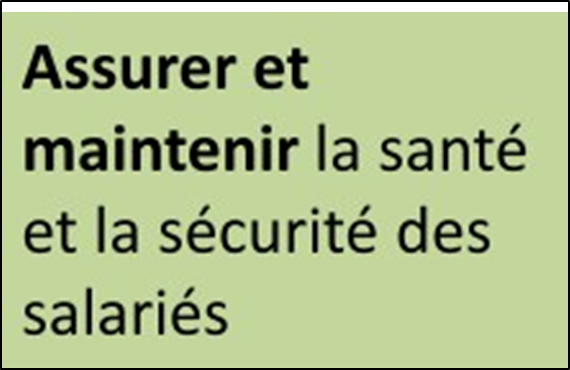 Assurer et
maintenir la santé
et la sécurité des
salariés